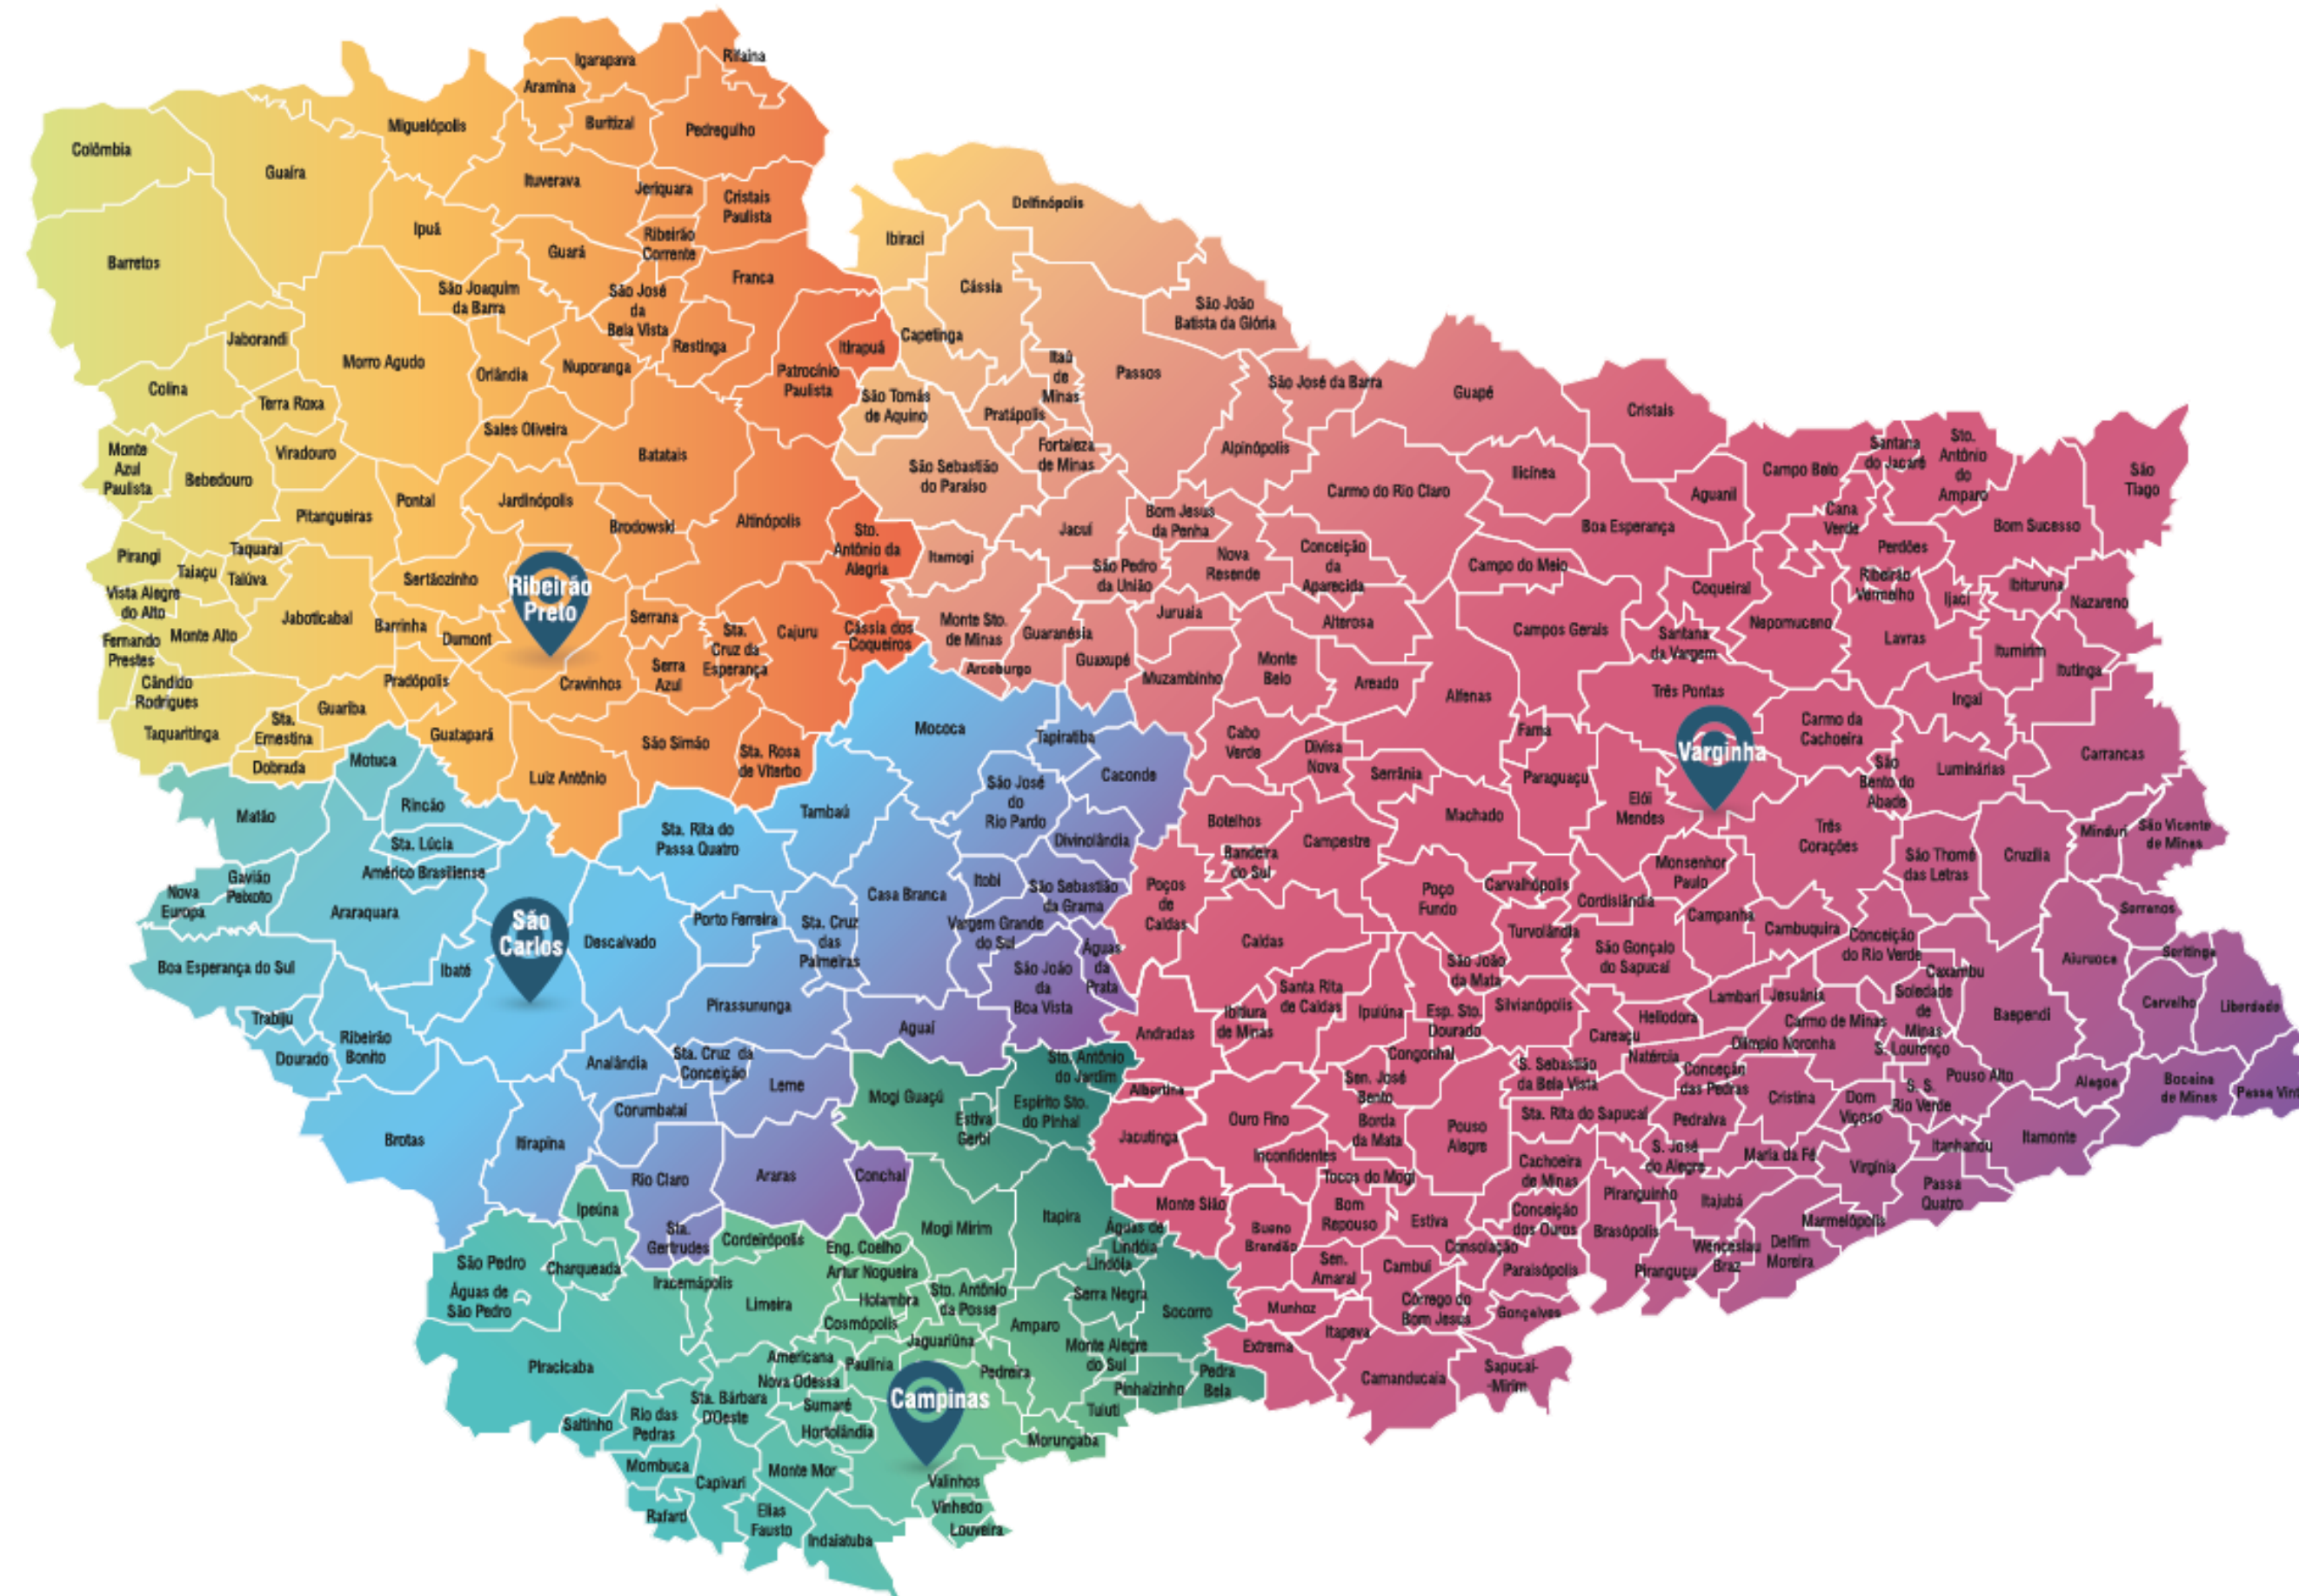 Igarapava
Rifaina
Aramina
Miguelópolis
Buritizal
Pedregulho
Colômbia
Guaíra
Ituverava
Jeriquara
Cristais
Paulista
Ipuã
Ribeirão
Corrente
Guará
Barretos
Franca
São Joaquim
da Barra
São José
da
Bela Vista
Jaborandi
Restinga
Itirapuã
Morro Agudo
Orlândia
Nuporanga
Patrocínio
Paulista
Colina
Terra Roxa
Sales Oliveira
Monte
Azul
Paulista
Viradouro
Batatais
Bebedouro
Pontal
Jardinópolis
Pitangueiras
Brodowski
Altinópolis
Sto.
Antônio da
Alegria
Pirangi
Taquaral
Taiaçu
Taiúva
Sertãozinho
Ribeirão
Preto
Vista Alegre
do Alto
Jaboticabal
Serrana
Barrinha
Dumont
Sta.
Cruz da
Esperança
Cajuru
Cássia dos
Coqueiros
Fernando
Prestes
Monte Alto
Cândido
Rodrigues
Pradópolis
Cravinhos
Serra
Azul
Guariba
Taquaritinga
Sta.
Ernestina
Guatapará
São Simão
Sta. Rosa
de Viterbo
Dobrada
Luiz Antônio
Delfinópolis
Ibiraci
Cássia
São João
Batista da Glória
Capetinga
Itaú
de
Minas
Passos
São José da Barra
Guapé
Cristais
São Tomás
de Aquino
Pratápolis
Fortaleza
de Minas
Alpinópolis
São Sebastião
do Paraíso
Carmo do Rio Claro
Ilicínea
Aguanil
Campo Belo
Santana
do Jacaré
Sto.
Antônio
do
Amparo
São
Tiago
Cana
Verde
Bom Sucesso
Boa Esperança
Bom Jesus
da Penha
Jacuí
Itamogi
São Pedro
da União
Nova
Resende
Conceição
da
Aparecida
Campo do Meio
Perdões
Coqueiral
Ribeirão
Vermelho
Ijaci
Ibituruna
Nazareno
Monte Sto.
de Minas
Guaranésia
Juruaia
Alterosa
Campos Gerais
Santana
da Vargem
Nepomuceno
Lavras
Itumirim
Itutinga
Arceburgo
Guaxupé
Muzambinho
Monte
Belo
Areado
Alfenas
Três Pontas
Ingaí
Cabo
Verde
Divisa
Nova
Fama
Varginha
Carmo da
Cachoeira
Carrancas
Serrânia
Paraguaçu
Elói
Mendes
São
Bento do
Abade
Luminárias
Botelhos
Campestre
Machado
Três
Corações
Minduri
São Vicente
de Minas
Bandeira
do Sul
Monsenhor
Paulo
São Thomé
das Letras
Cruzília
Poços
de
Caldas
Poço
Fundo
Carvalhópolis
Cordislândia
Campanha
Cambuquira
Serranos
Caldas
Turvolândia
São Gonçalo
do Sapucaí
Conceição
do Rio Verde
Aiuruoca
Seritinga
São João
da Mata
Caxambu
Santa Rita
de Caldas
Silvianópolis
Lambari
Jesuânia
Soledade
de
Minas
Baependi
Carvalho
Liberdade
Andradas
Ibitiura
de Minas
Ipuiúna
Esp. Sto.
Dourado
Careaçu
Heliodora
Carmo de Minas
Olímpio Noronha
S. Lourenço
Congonhal
S. Sebastião
da Bela Vista
Natércia
Conceção
das Pedras
Pouso Alto
Albertina
Sen. José
Bento
Alagoa
Bocaina
de Minas
Passa Vint
Jacutinga
Ouro Fino
Borda
da Mata
Pouso
Alegre
Sta. Rita do Sapucaí
Pedralva
Cristina
Dom
Viçoso
S. S.
Rio Verde
Itamonte
Inconfidentes
Tocos do Mogi
Cachoeira
de Minas
S. José
do Alegre
Maria da Fé
Virgínia
Itanhandu
Monte Sião
Bueno
Brandão
Bom
Repouso
Estiva
Conceição
dos Ouros
Piranguinho
Itajubá
Passa
Quatro
Brasópolis
Marmelópolis
Consolação
Wenceslau
Braz
Delfim
Moreira
Sen.
Amaral
Cambuí
Paraisópolis
Piranguçu
Munhoz
Córrego do
Bom Jesus
Gonçalves
Extrema
Itapeva
Camanducaia
Sapucaí-
-Mirim
Motuca
Matão
Rincão
Sta. Lúcia
Américo Brasiliense
Nova
Europa
Gavião
Peixoto
Araraquara
São
Carlos
Boa Esperança do Sul
Ibaté
Trabiju
Dourado
Ribeirão
Bonito
Brotas
Itirapina
Analândia
Corumbataí
Rio Claro
Sta.
Gertrudes
Descalvado
Sta. Rita do
Passa Quatro
Porto Ferreira
Sta. Cruz
das
Palmeiras
Pirassununga
Sta. Cruz da
Conceição
Leme
Araras
Conchal
Mococa
Tapiratiba
Caconde
São José
do
Rio Pardo
Tambaú
Divinolândia
Casa Branca
Itobi
São Sebastião
da Grama
Vargem Grande
do Sul
Águas
da
Prata
São João
da
Boa Vista
Aguaí
Sto. Antônio
do Jardim
Mogi Guaçú
Estiva
Gerbi
Espírito Sto.
do Pinhal
Mogi Mirim
Itapira
Águas de
Lindóia
Lindóia
Ipeúna
São Pedro
Charqueada
Águas de
São Pedro
Iracemápolis
Cordeirópolis
Eng. Coelho
Artur Nogueira
Limeira
Holambra
Sto. Antônio
da Posse
Cosmópolis
Serra Negra
Socorro
Amparo
Jaguariúna
Monte Alegre
do Sul
Piracicaba
Americana
Paulínia
Nova Odessa
Pedreira
Pinhalzinho
Pedra
Bela
Sta. Bárbara
D'Oeste
Sumaré
Campinas
Tuiuti
Saltinho
Rio das
Pedras
Hortolândia
Morungaba
Mombuca
Capivari
Monte Mor
Valinhos
Vinhedo
Louveira
Rafard
Elias
Fausto
Indaiatuba